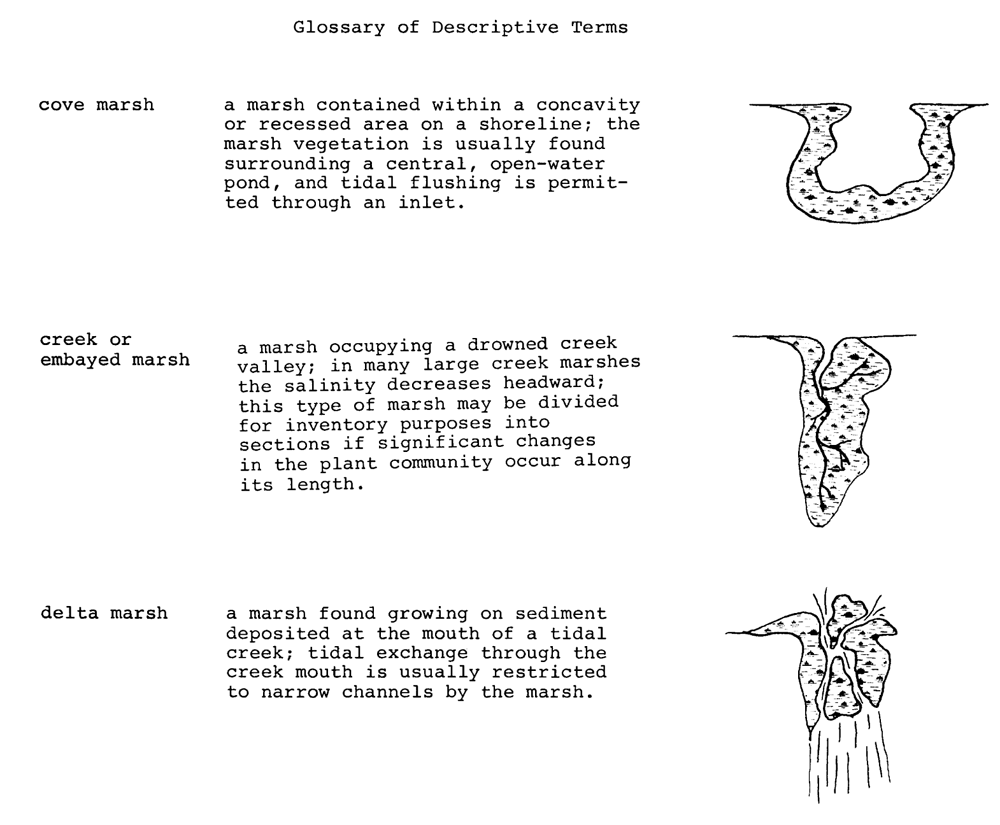 Glossary of Descriptive Terms
cove marsh
a marsh contained within a concavity
or recessed area on a shoreline; the
marsh vegetation is usually found
surrounding a central, open-water
pond, and tidal flushing is permit-
ted through an inlet.
creek or
embayed marsh
a marsh occupying a drowned creek
valley; in many large creek marshes
the salinity decreases headward;
this type of marsh may be divided
for inventory purposes into
sections if significant changes
in the plant community occur along
its length.
delta marsh
a marsh found growing on sediment
deposited at the mouth of a tidal
creek; tidal exchange through the
creek mouth is usually restricted
to narrow channels by the marsh.